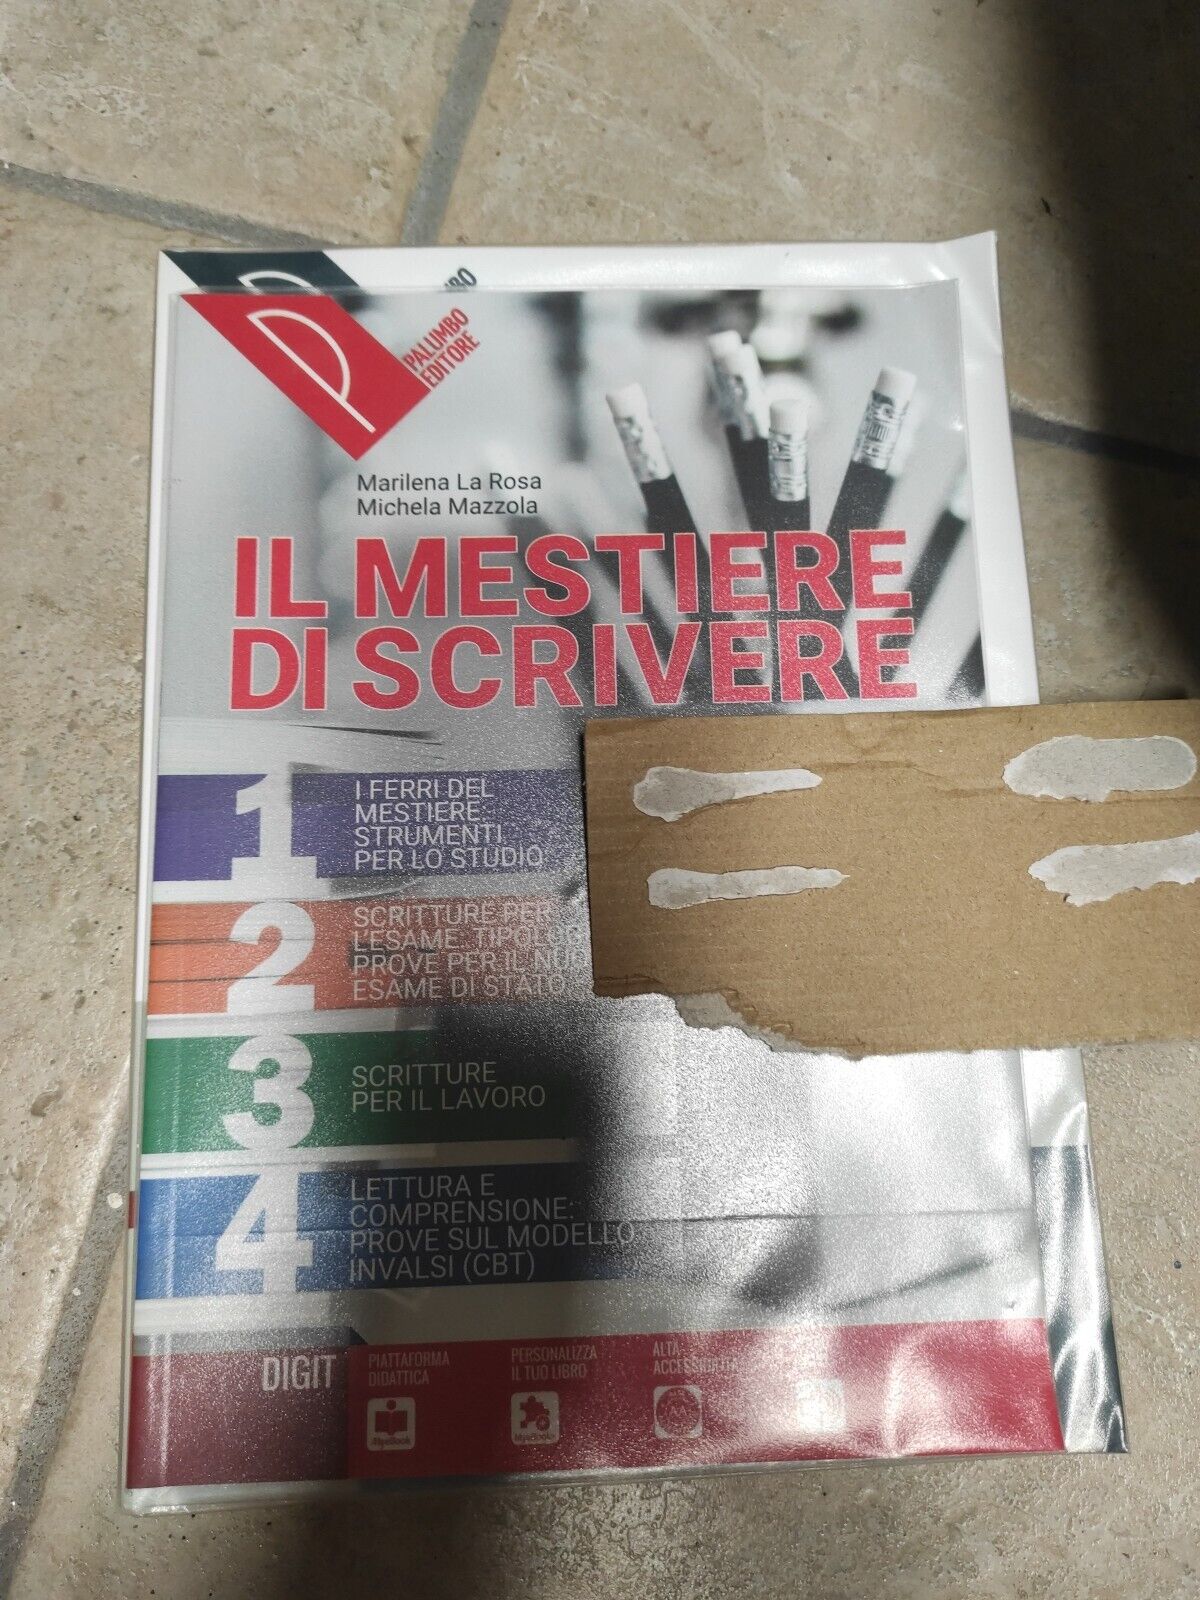 PALUMBO
EDITORE
Marilena La Rosa
Michela Mazzola
IL MESTIERE
DI SCRIVERE
1
I FERRI DEL
MESTIERE:
STRUMENTI
PER LO STUDIO
2
SCRITTURE PER
L'ESAME.
PROVE PER IL
ESAME DI STATO
3
SCRITTURE
PER IL LAVORO
4
LETTURA E
COMPRENSIONE:
PROVE SUL MODELLO
INVALSI (CBT)
DIGIT
PIATTAFORMA
DIDATTICA
PERSONALIZZA
IL TUO LIBRO
ALTA
ACCESSIBILITÀ